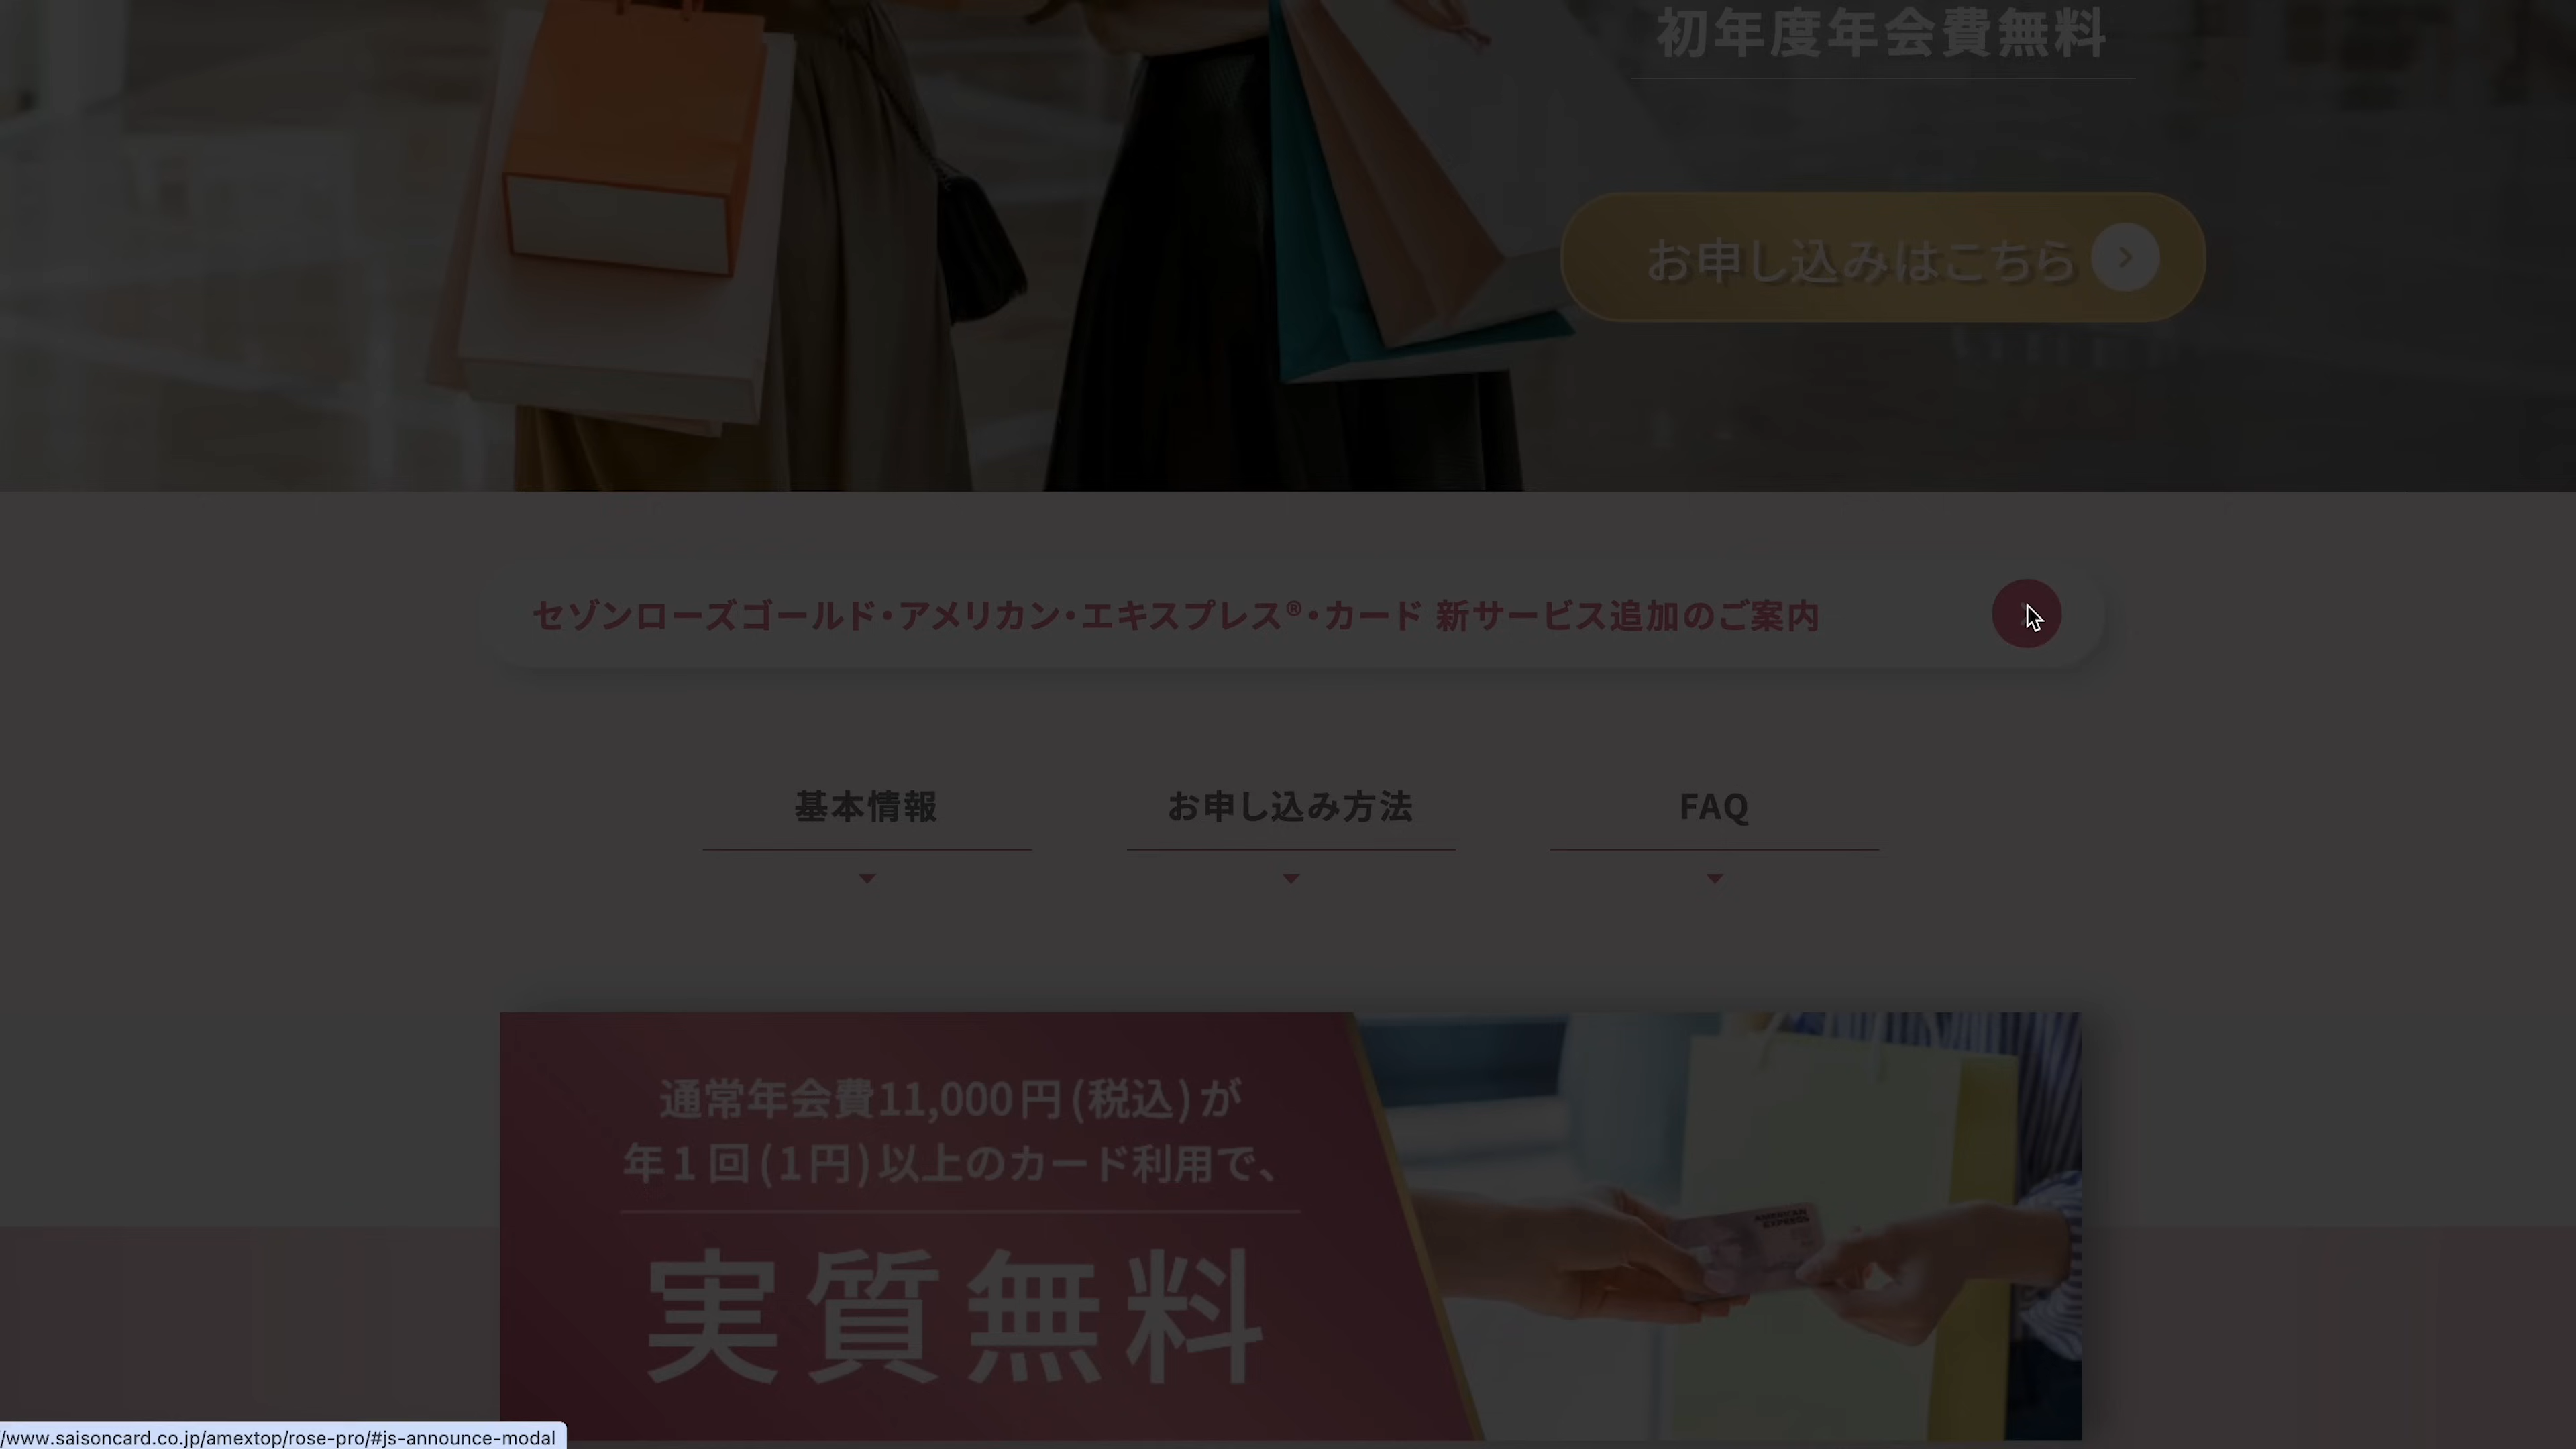 初年度年会費無料
お申し込みはこちら
セゾンローズゴールド・アメリカン・エキスプレス®・カード 新サービス追加のご案内
基本情報
お申し込み方法
FAQ
通常年会費11,000円(税込)が
年1回(1円)以上のカード利用で、
実質無料
AMERICAN
EXPRESS
/www.saisoncard.co.jp/amextop/rose-pro/#js-announce-modal